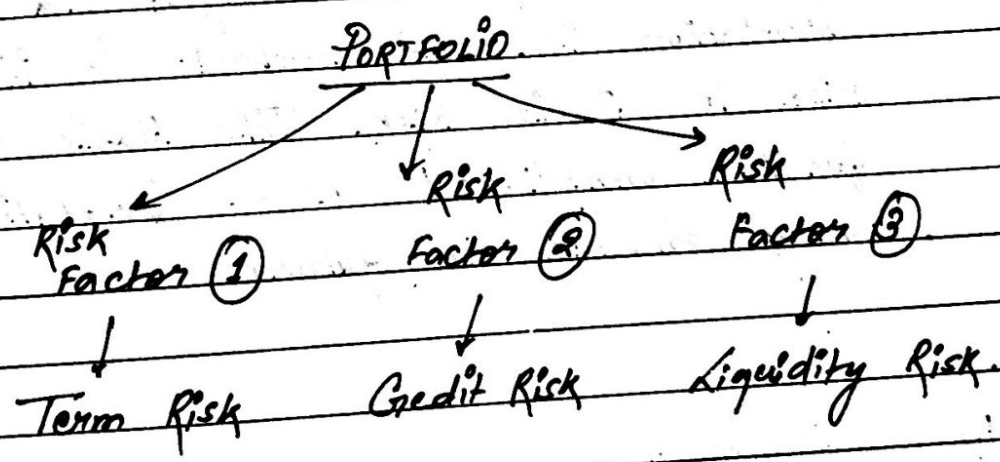 PORTFOLIO.
Risk Factor 1
Risk Factor 2
Risk Factor 3
Term Risk
Credit Risk
Liquidity Risk.